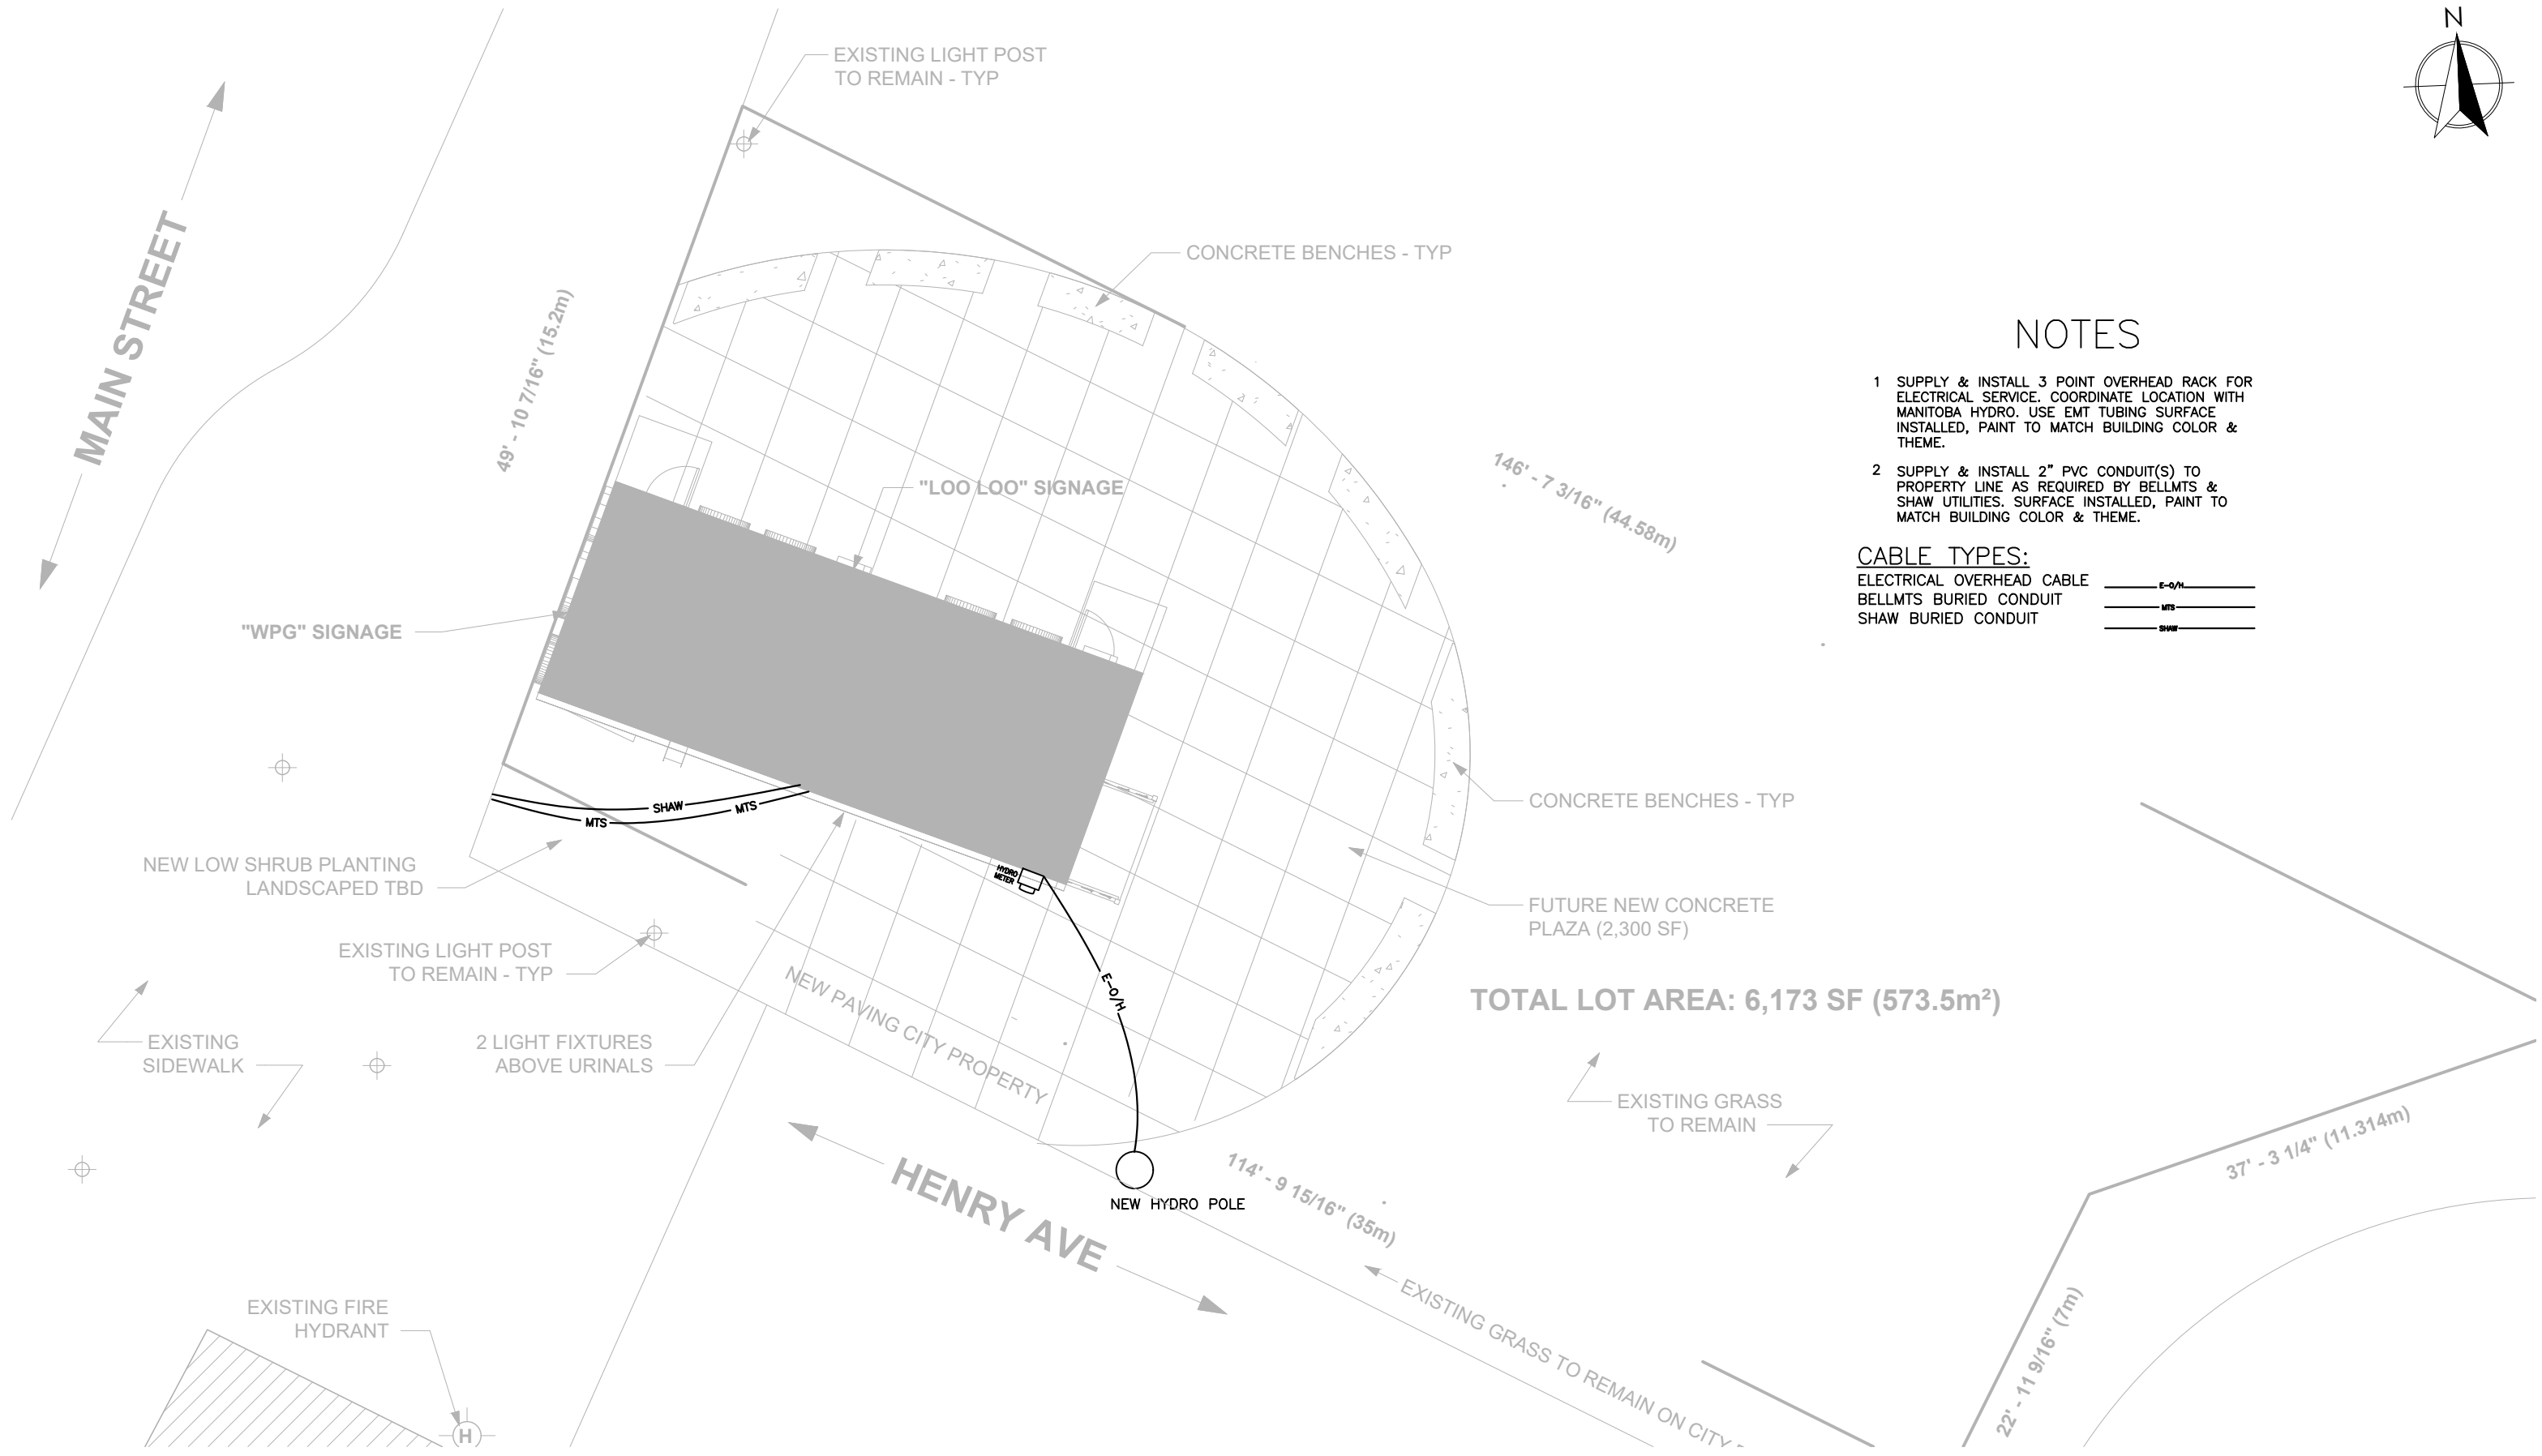 N
EXISTING LIGHT POST
TO REMAIN - TYP
MAIN STREET
CONCRETE BENCHES - TYP
49' - 10 7/16" (15.2m)
"LOO LOO" SIGNAGE
146' - 7 3/16" (44.58m)
"WPG" SIGNAGE
NOTES
1 SUPPLY & INSTALL 3 POINT OVERHEAD RACK FOR
ELECTRICAL SERVICE. COORDINATE LOCATION WITH
MANITOBA HYDRO. USE EMT TUBING SURFACE
INSTALLED, PAINT TO MATCH BUILDING COLOR &
THEME.
2 SUPPLY & INSTALL 2" PVC CONDUIT(S) TO
PROPERTY LINE AS REQUIRED BY BELLMTS &
SHAW UTILITIES. SURFACE INSTALLED, PAINT TO
MATCH BUILDING COLOR & THEME.
CABLE TYPES:
ELECTRICAL OVERHEAD CABLE E-O/H
BELLMTS BURIED CONDUIT MTS
SHAW BURIED CONDUIT SHAW
SHAW
MTS
MTS
CONCRETE BENCHES - TYP
NEW LOW SHRUB PLANTING
LANDSCAPED TBD
HYDRO
METER
FUTURE NEW CONCRETE
PLAZA (2,300 SF)
EXISTING LIGHT POST
TO REMAIN - TYP
E-O/H
NEW PAVING CITY PROPERTY
TOTAL LOT AREA: 6,173 SF (573.5m²)
EXISTING
SIDEWALK
2 LIGHT FIXTURES
ABOVE URINALS
EXISTING GRASS
TO REMAIN
37' - 3 1/4" (11.314m)
HENRY AVE
NEW HYDRO POLE
114' - 9 15/16" (35m)
EXISTING FIRE
HYDRANT
EXISTING GRASS TO REMAIN ON CITY
22' - 11 9/16" (7m)
H